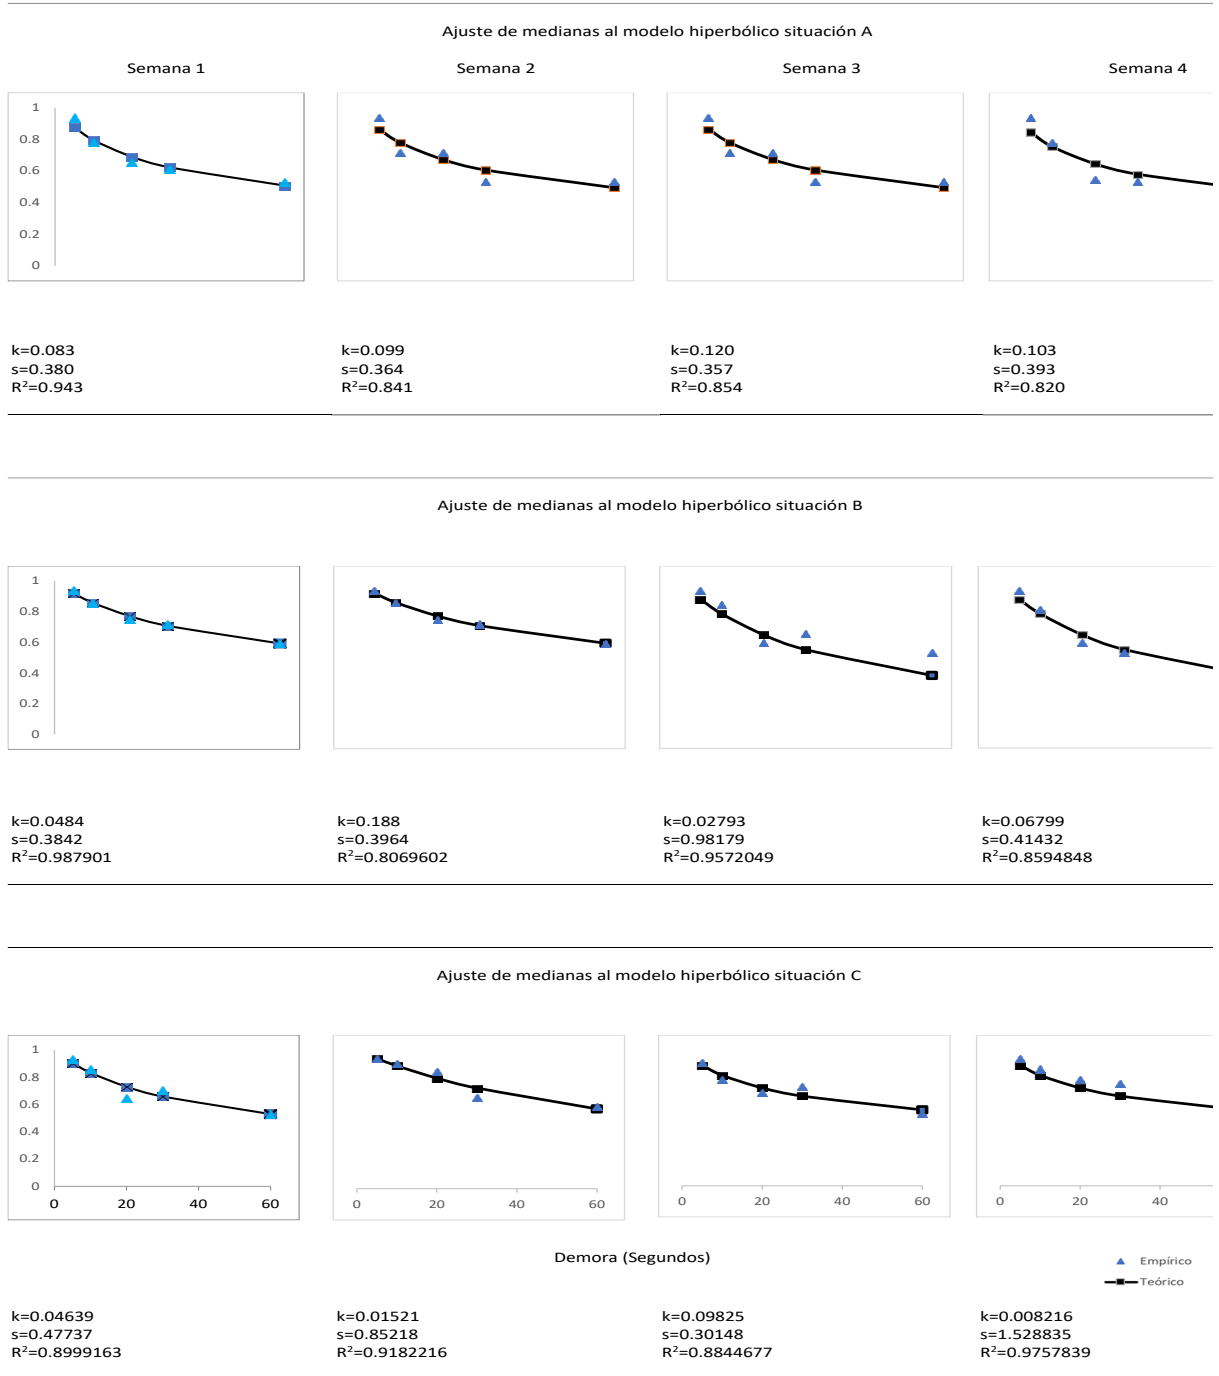 Ajuste de medianas al modelo hiperbólico situación A
Semana 1 Semana 2 Semana 3 Semana 4
1
0.8
0.6
0.4
0.2
0
k=0.083 k=0.099 k=0.120 k=0.103
s=0.380 s=0.364 s=0.357 s=0.393
R²=0.943 R²=0.841 R²=0.854 R²=0.820
Ajuste de medianas al modelo hiperbólico situación B
1
0.8
0.6
0.4
0.2
0
k=0.0484 k=0.188 k=0.02793 k=0.06799
s=0.3842 s=0.3964 s=0.98179 s=0.41432
R²=0.987901 R²=0.8069602 R²=0.9572049 R²=0.8594848
Ajuste de medianas al modelo hiperbólico situación C
1
0.8
0.6
0.4
0.2
0
0 20 40 60 0 20 40 60 0 20 40 60 0 20 40
Demora (Segundos)
Empírico
Teórico
k=0.04639 k=0.01521 k=0.09825 k=0.008216
s=0.47737 s=0.85218 s=0.30148 s=1.528835
R²=0.8999163 R²=0.9182216 R²=0.8844677 R²=0.9757839